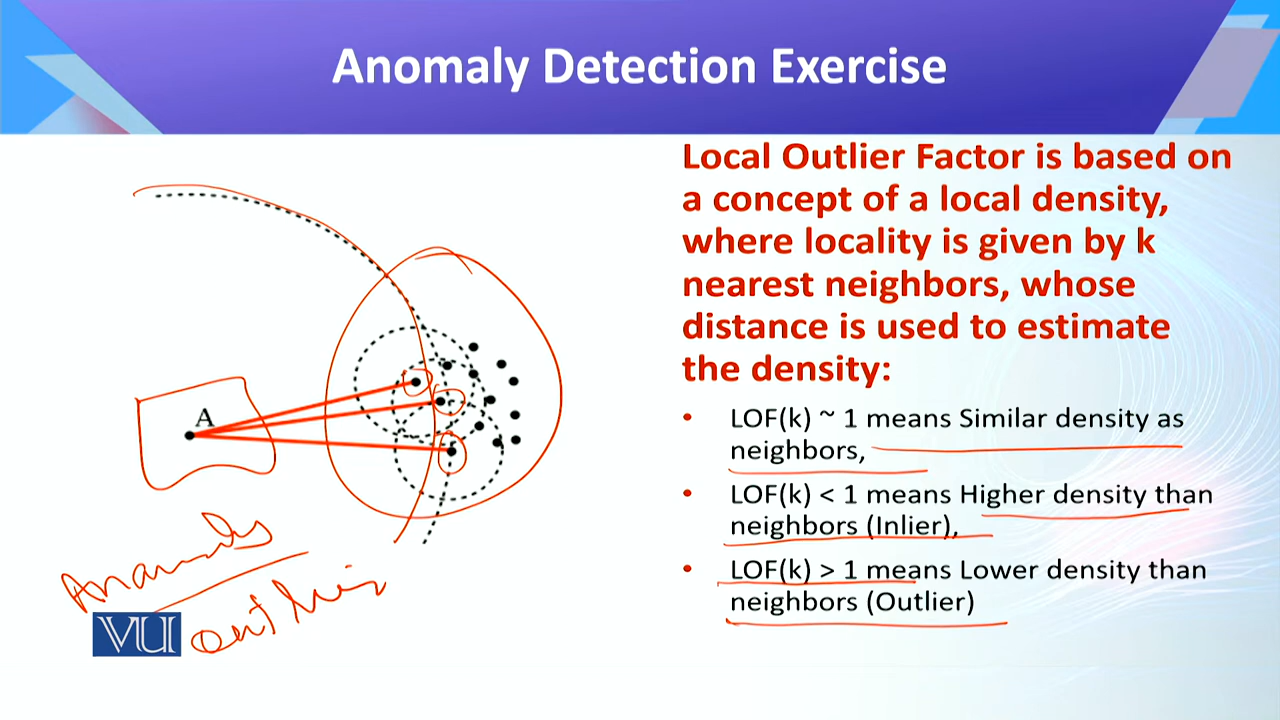 Anomaly Detection Exercise
Local Outlier Factor is based on
a concept of a local density,
where locality is given by k
nearest neighbors, whose
distance is used to estimate
the density:
• LOF(k) ~ 1 means Similar density as
neighbors,
• LOF(k) < 1 means Higher density than
neighbors (Inlier),
• LOF(k) > 1 means Lower density than
neighbors (Outlier)
A
VU